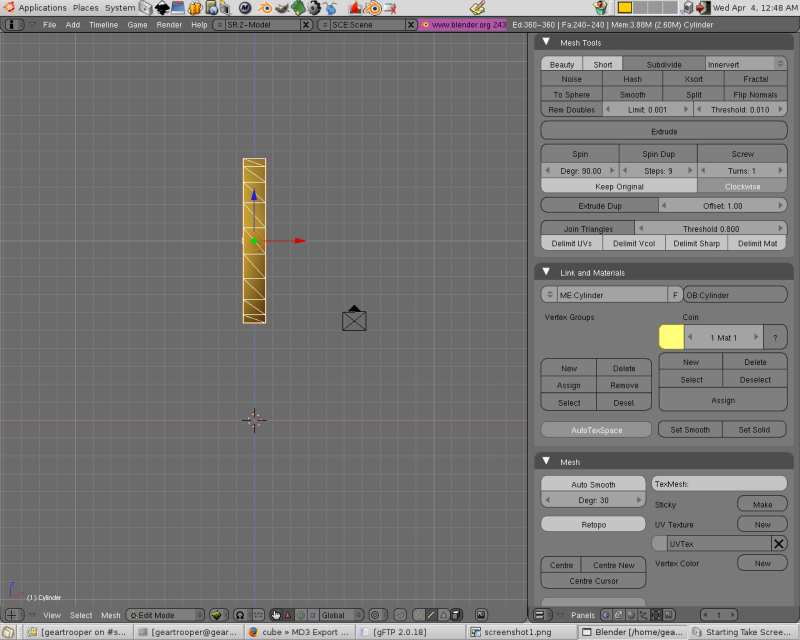 Applications Places System Wed Apr 4, 12:48 AM
File Add Timeline Game Render Help SR:2-Model SCE:Scene www.blender.org 243 Ed:360-360 | Fa:240-240 | Mem:3.88M (2.60M) Cylinder
Mesh Tools
Beauty Short Subdivide Innervert
Noise Hash Xsort Fractal
To Sphere Smooth Split Flip Normals
Rem Doubles Limit: 0.001 Threshold: 0.010
Extrude
Spin Spin Dup Screw
Degr: 90.00 Steps: 9 Turns: 1
Keep Original Clockwise
Extrude Dup Offset: 1.00
Join Triangles Threshold 0.800
Delimit UVs Delimit Vcol Delimit Sharp Delimit Mat
Link and Materials
ME:Cylinder F OB:Cylinder
Vertex Groups Coin
1 Mat 1 ?
New Delete New Delete
Assign Remove Select Deselect
Select Desel. Assign
AutoTexSpace Set Smooth Set Solid
Mesh
Auto Smooth TexMesh:
Degr: 30 Sticky Make
Retopo UV Texture New
UVTex
Centre Centre New Vertex Color New
Centre Cursor
z
(1) Cylinder
View Select Mesh Edit Mode Global Panels 1
[geartrooper on #s... geartrooper@gear... cube » MD3 Export ... [gFTP 2.0.18] screenshot1.png Blender [/home/gea... Starting Take Scree...